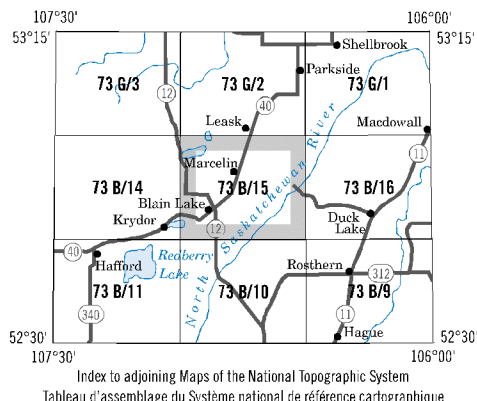 107°30'
106°00'
53°15'
53°15'
Shellbrook
Parkside
73 G/3
73 G/2
73 G/1
12
40
Leask
Macdowall
11
Marcelin
73 B/14
73 B/15
73 B/16
Blain Lake
Krydor
12
Duck
Lake
North Saskatchewan River
40
Hafford
Redberry
Lake
Rosthern
312
73 B/11
73 B/10
73 B/9
340
11
Hague
52°30'
52°30'
107°30'
106°00'
Index to adjoining Maps of the National Topographic System
Tableau d'assemblage du Système national de référence cartographique